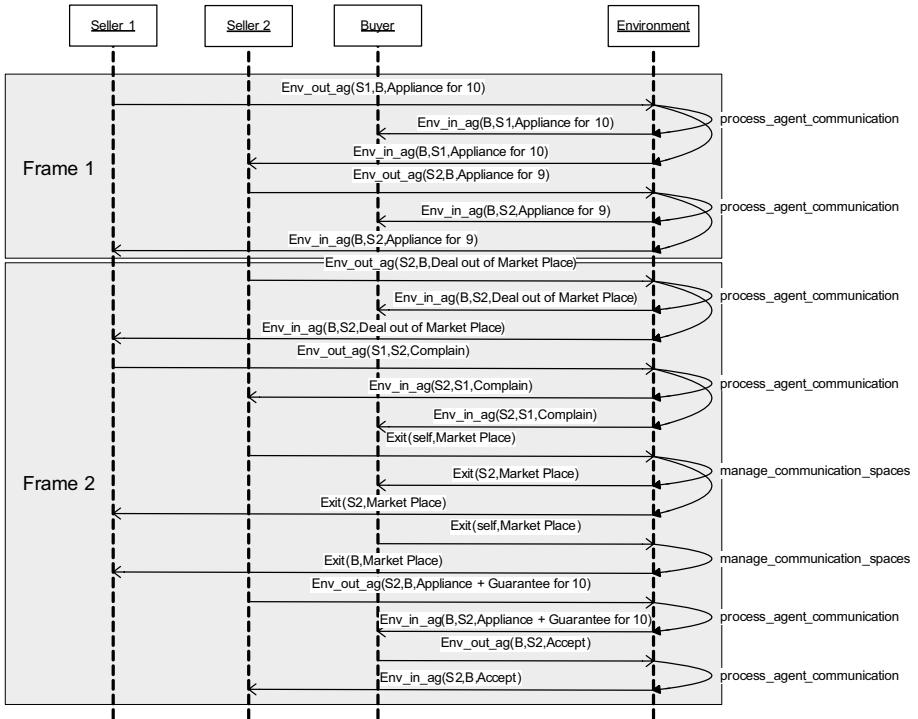 Seller 1
Seller 2
Buyer
Environment
Env_out_ag(S1,B,Appliance for 10)
process_agent_communication
Env_in_ag(B,S1,Appliance for 10)
Env_in_ag(B,S1,Appliance for 10)
Frame 1
Env_out_ag(S2,B,Appliance for 9)
process_agent_communication
Env_in_ag(B,S2,Appliance for 9)
Env_in_ag(B,S2,Appliance for 9)
Env_out_ag(S2,B,Deal out of Market Place)
process_agent_communication
Env_in_ag(B,S2,Deal out of Market Place)
Env_in_ag(B,S2,Deal out of Market Place)
Env_out_ag(S1,S2,Complain)
process_agent_communication
Env_in_ag(S2,S1,Complain)
Env_in_ag(S2,S1,Complain)
Exit(self,Market Place)
manage_communication_spaces
Exit(S2,Market Place)
Frame 2
Exit(S2,Market Place)
Exit(self,Market Place)
manage_communication_spaces
Exit(B,Market Place)
Env_out_ag(S2,B,Appliance + Guarantee for 10)
process_agent_communication
Env_in_ag(B,S2,Appliance + Guarantee for 10)
Env_out_ag(B,S2,Accept)
process_agent_communication
Env_in_ag(S2,B,Accept)